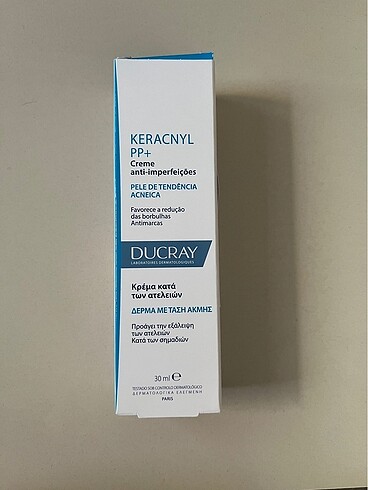 KERACNYL
PP+
Creme
anti-imperfeições
PELE DE TENDÊNCIA
ACNEICA
Favorece a redução
das borbulhas
Antimarcas
DUCRAY
LABORATOIRES DERMATOLOGIQUES
Κρέμα κατά
των ατελειών
ΔΕΡΜΑ ΜΕ ΤΑΣΗ ΑΚΜΗΣ
Προάγει την εξάλειψη
των ατελειών
Κατά των σημαδιών
30 ml ℮
TESTADO SOB CONTROLO DERMATOLÓGICO
ΔΕΡΜΑΤΟΛΟΓΙΚΑ ΕΛΕΓΜΕΝΗ
PARIS